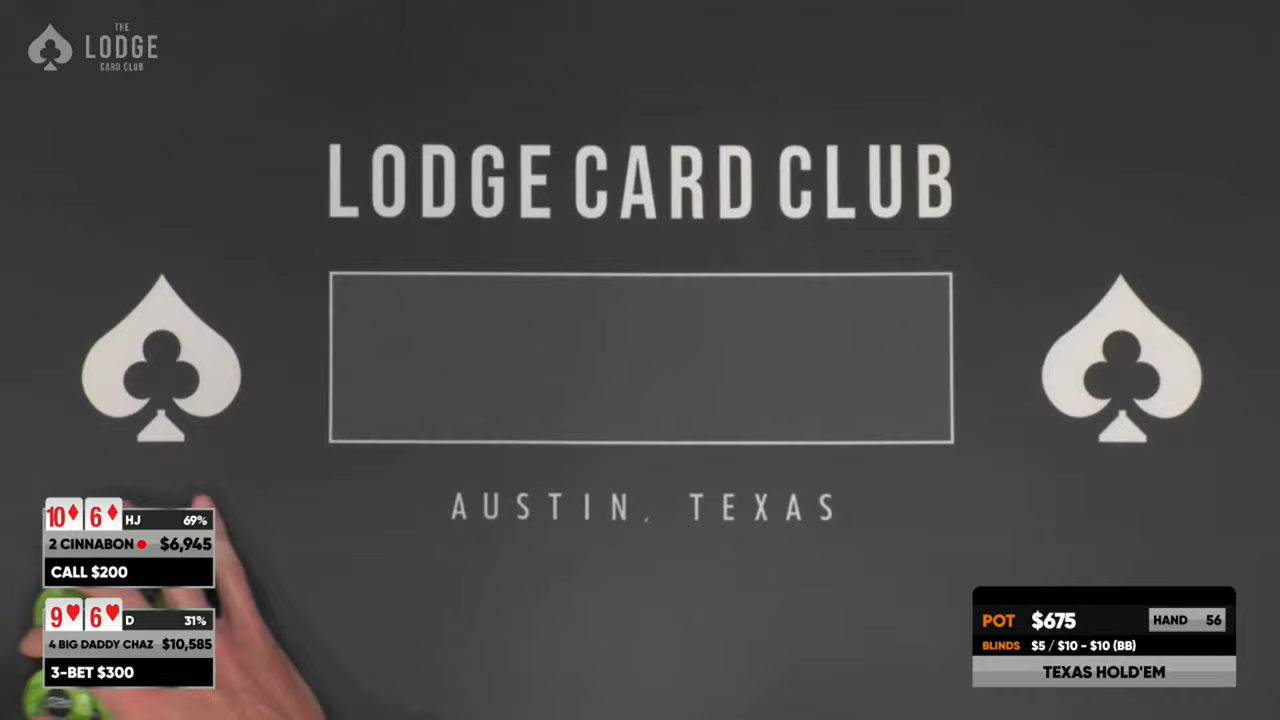 THE
LODGE
CARD CLUB
LODGE CARD CLUB
AUSTIN, TEXAS
10♦ 6♦ HJ 69%
2 CINNABON $6,945
CALL $200
9♥ 6♥ D 31%
4 BIG DADDY CHAZ $10,585
3-BET $300
POT $675 HAND 56
BLINDS $5 / $10 - $10 (BB)
TEXAS HOLD'EM